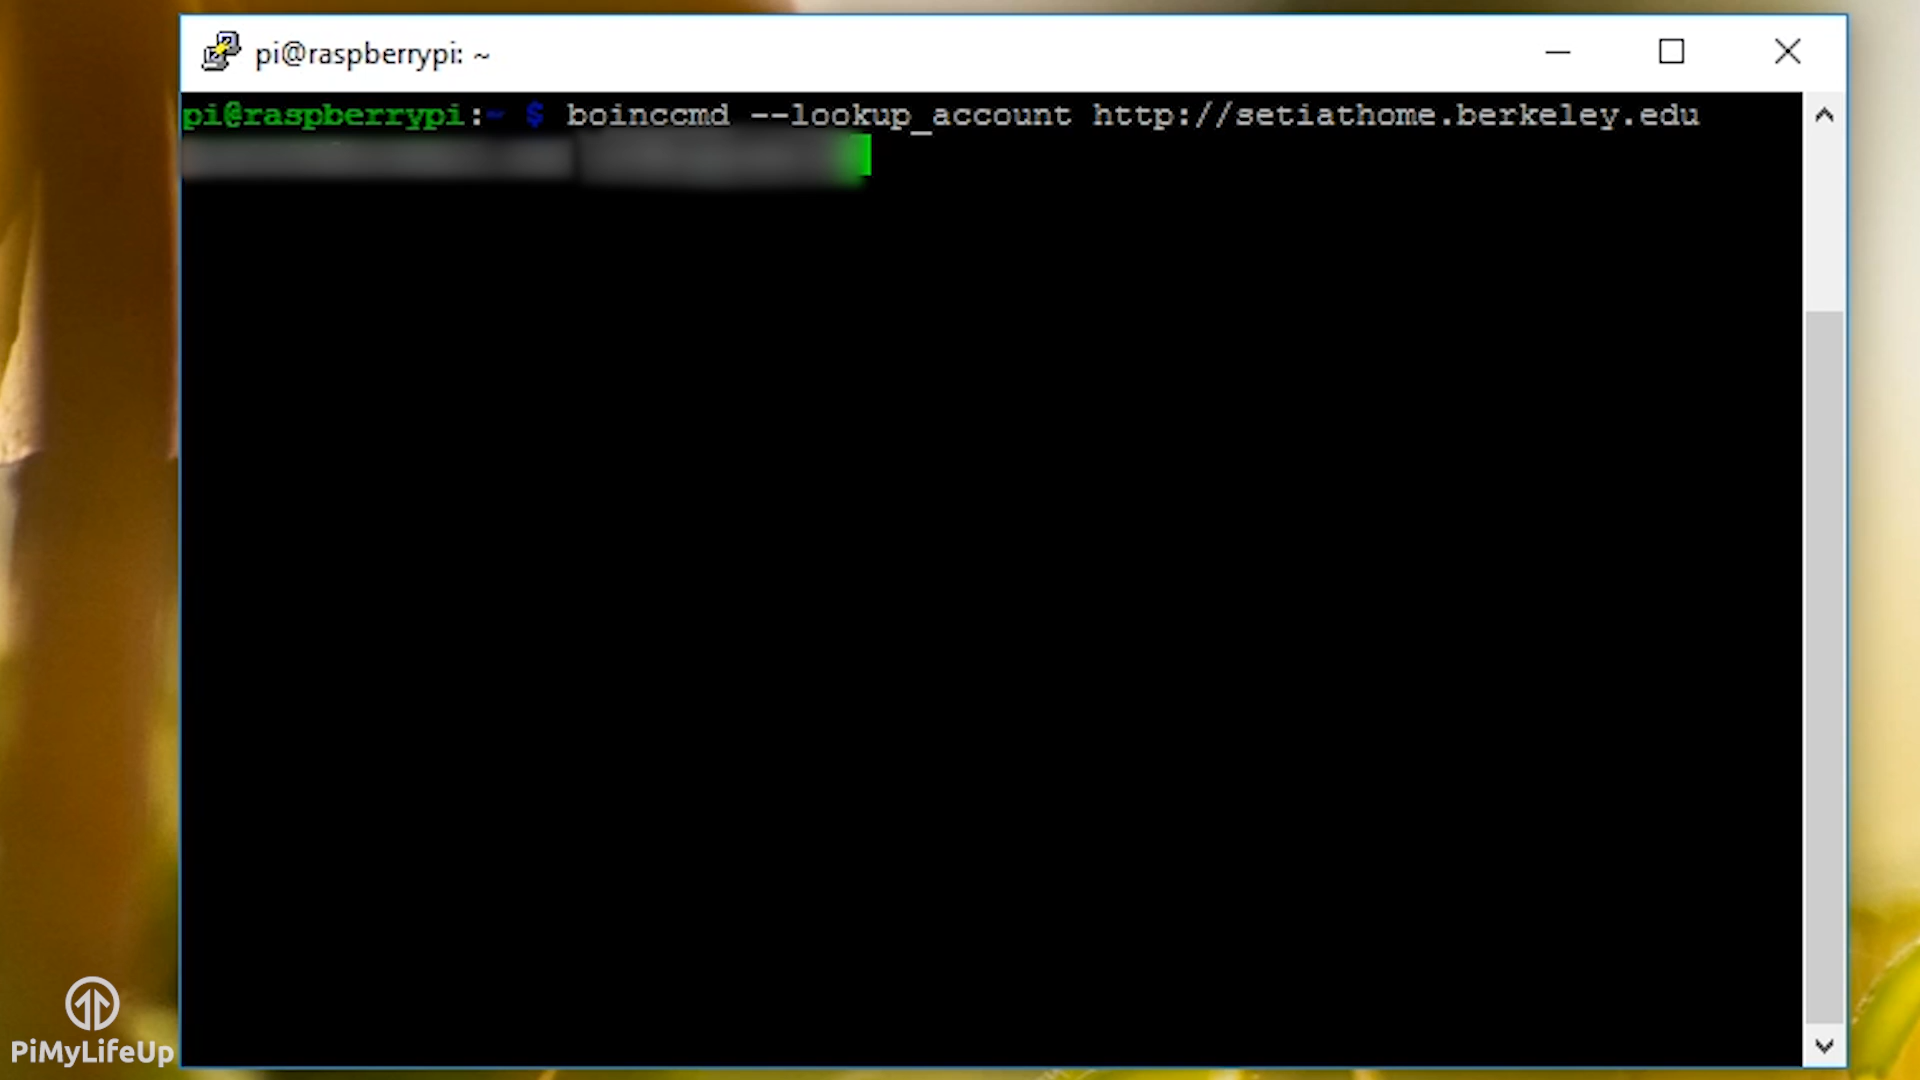 pi@raspberrypi: ~
pi@raspberrypi:~ $ boinccmd --lookup_account http://setiathome.berkeley.edu
PiMyLifeUp